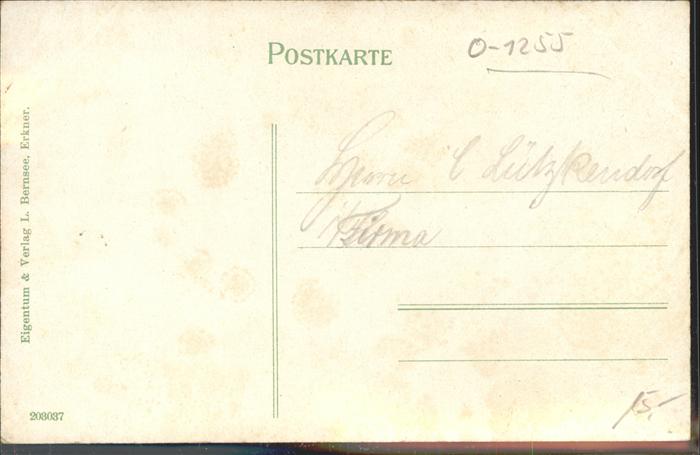 POSTKARTE
O-1255
Herrn C Lützkendorf
Firma
Eigentum & Verlag L. Bernsee, Erkner.
203037
15.-